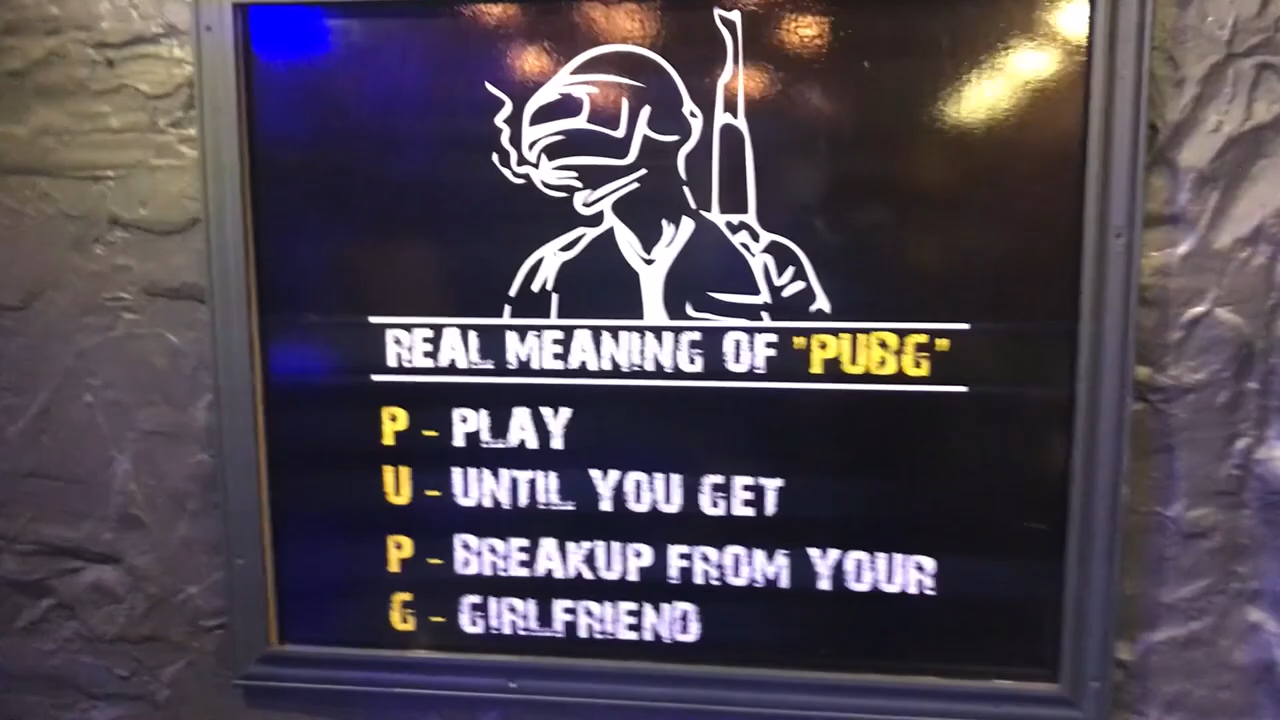 REAL MEANING OF "PUBG"
P - PLAY
U - UNTIL YOU GET
P - BREAKUP FROM YOUR
G - GIRLFRIEND